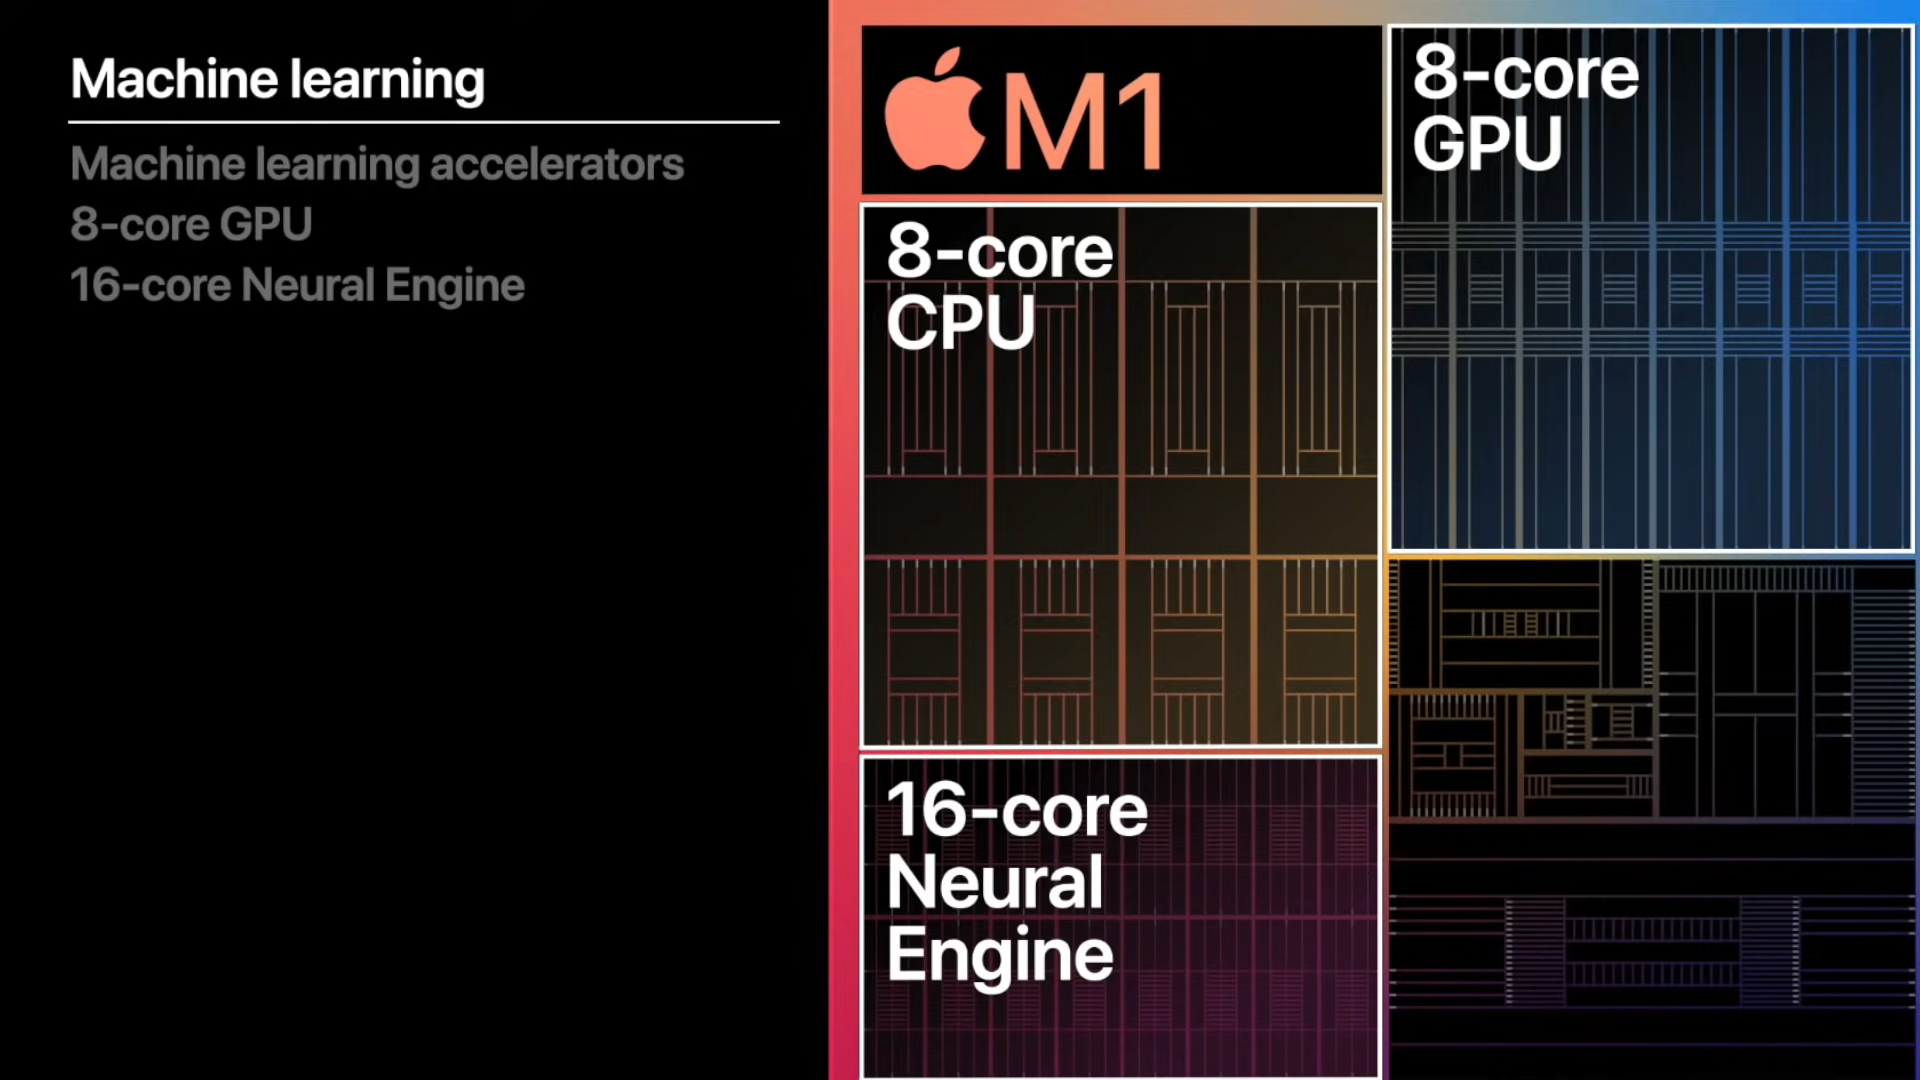 Machine learning
Machine learning accelerators
8-core GPU
16-core Neural Engine
M1
8-core
CPU
16-core
Neural
Engine
8-core
GPU